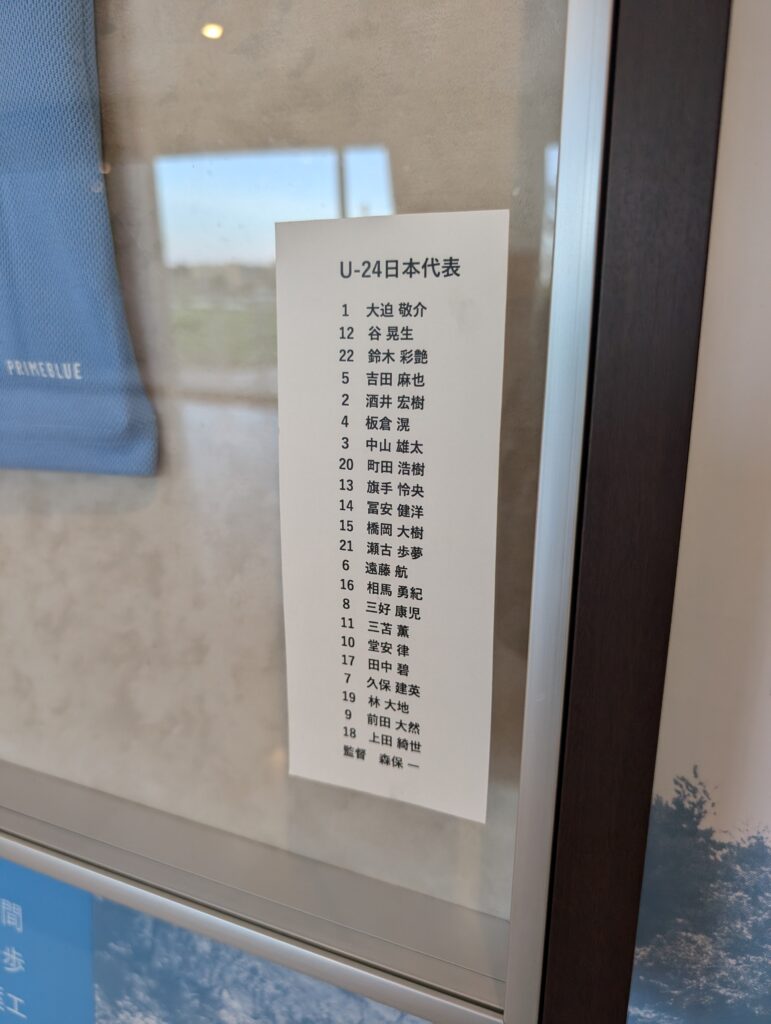 PRIMEBLUE
U-24日本代表
1 大迫 敬介
12 谷 晃生
22 鈴木 彩艶
5 吉田 麻也
2 酒井 宏樹
4 板倉 滉
3 中山 雄太
20 町田 浩樹
13 旗手 怜央
14 冨安 健洋
15 橋岡 大樹
21 瀬古 歩夢
6 遠藤 航
16 相馬 勇紀
8 三好 康児
11 三苫 薫
10 堂安 律
17 田中 碧
7 久保 建英
19 林 大地
9 前田 大然
18 上田 綺世
監督 森保 一
間
歩
工